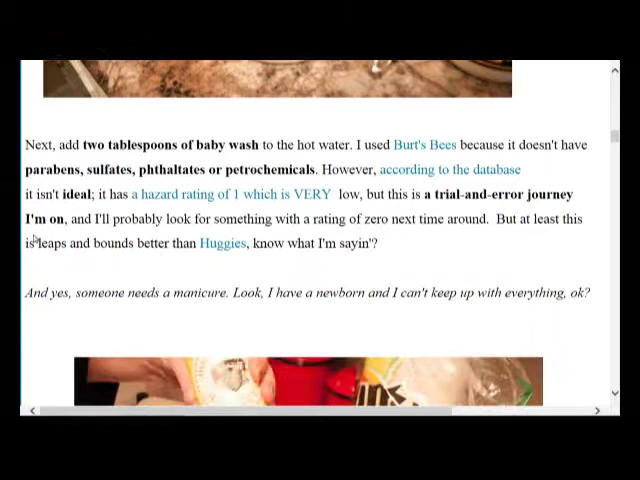 Next, add two tablespoons of baby wash to the hot water. I used Burt's Bees because it doesn't have
parabens, sulfates, phthaltates or petrochemicals. However, according to the database
it isn't ideal; it has a hazard rating of 1 which is VERY low, but this is a trial-and-error journey
I'm on, and I'll probably look for something with a rating of zero next time around. But at least this
is leaps and bounds better than Huggies, know what I'm sayin'?
And yes, someone needs a manicure. Look, I have a newborn and I can't keep up with everything, ok?